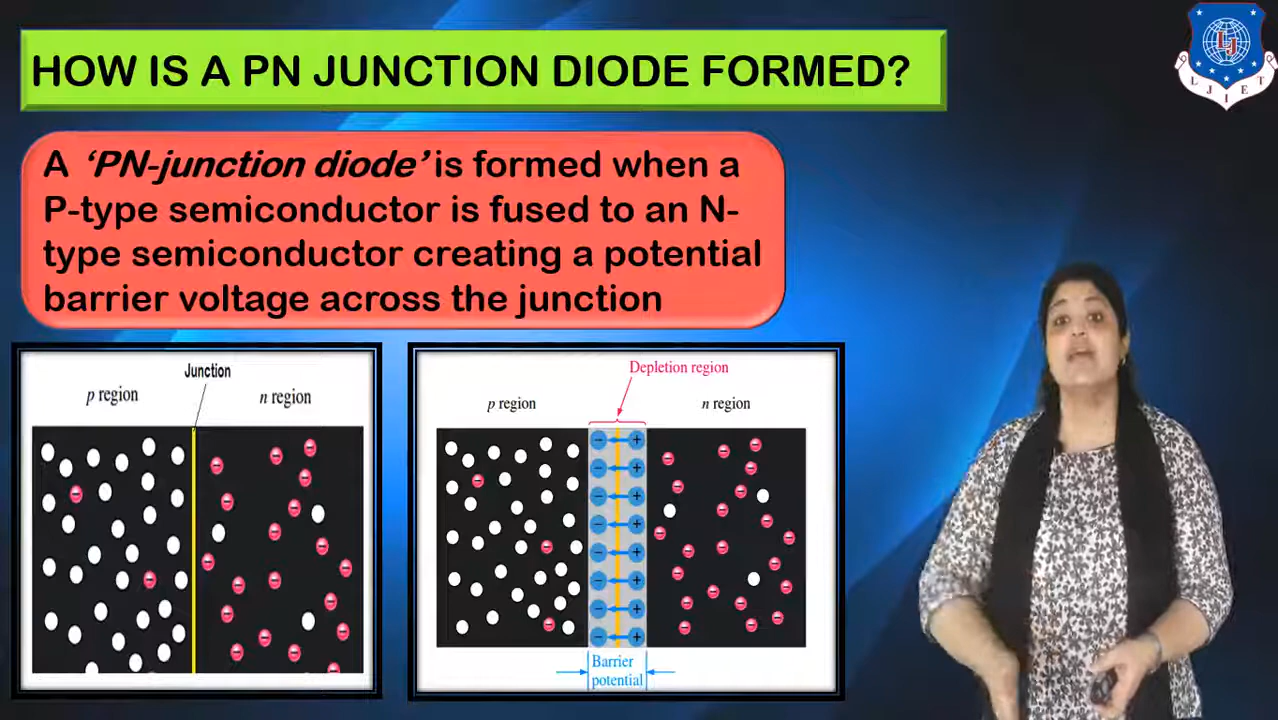 HOW IS A PN JUNCTION DIODE FORMED?
L J I E T
LJ
A ‘PN-junction diode’ is formed when a
P-type semiconductor is fused to an N-
type semiconductor creating a potential
barrier voltage across the junction
Junction
p region
n region
Depletion region
p region
n region
Barrier
potential